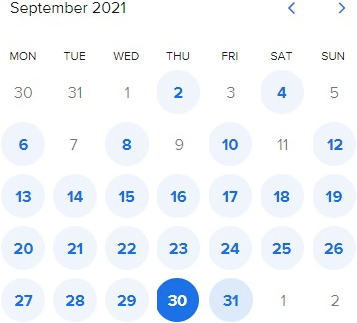 September 2021
MON TUE WED THU FRI SAT SUN
30 31 1 2 3 4 5
6 7 8 9 10 11 12
13 14 15 16 17 18 19
20 21 22 23 24 25 26
27 28 29 30 31 1 2